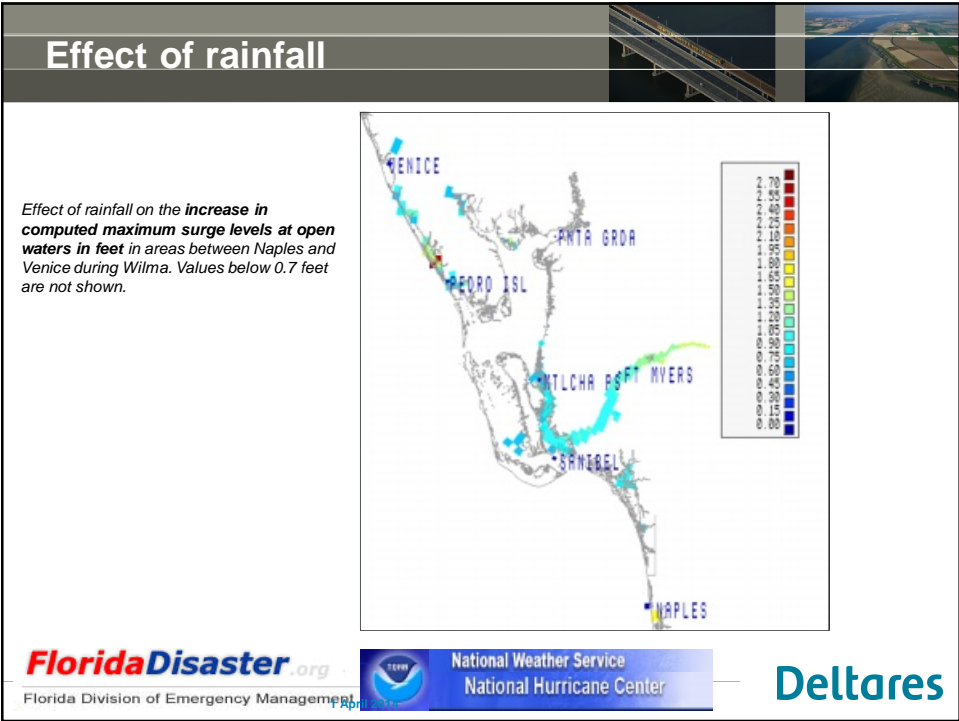 Effect of rainfall
Effect of rainfall on the increase in
computed maximum surge levels at open
waters in feet in areas between Naples and
Venice during Wilma. Values below 0.7 feet
are not shown.
VENICE
PNTA GRDA
PEDRO ISL
MTLCHA PS
FT MYERS
SANIBEL
NAPLES
2.70
2.55
2.40
2.25
2.10
1.95
1.80
1.65
1.50
1.35
1.20
1.05
0.90
0.75
0.60
0.45
0.30
0.15
0.00
FloridaDisaster.org
Florida Division of Emergency Management
1 April 2014
National Weather Service
National Hurricane Center
Deltares